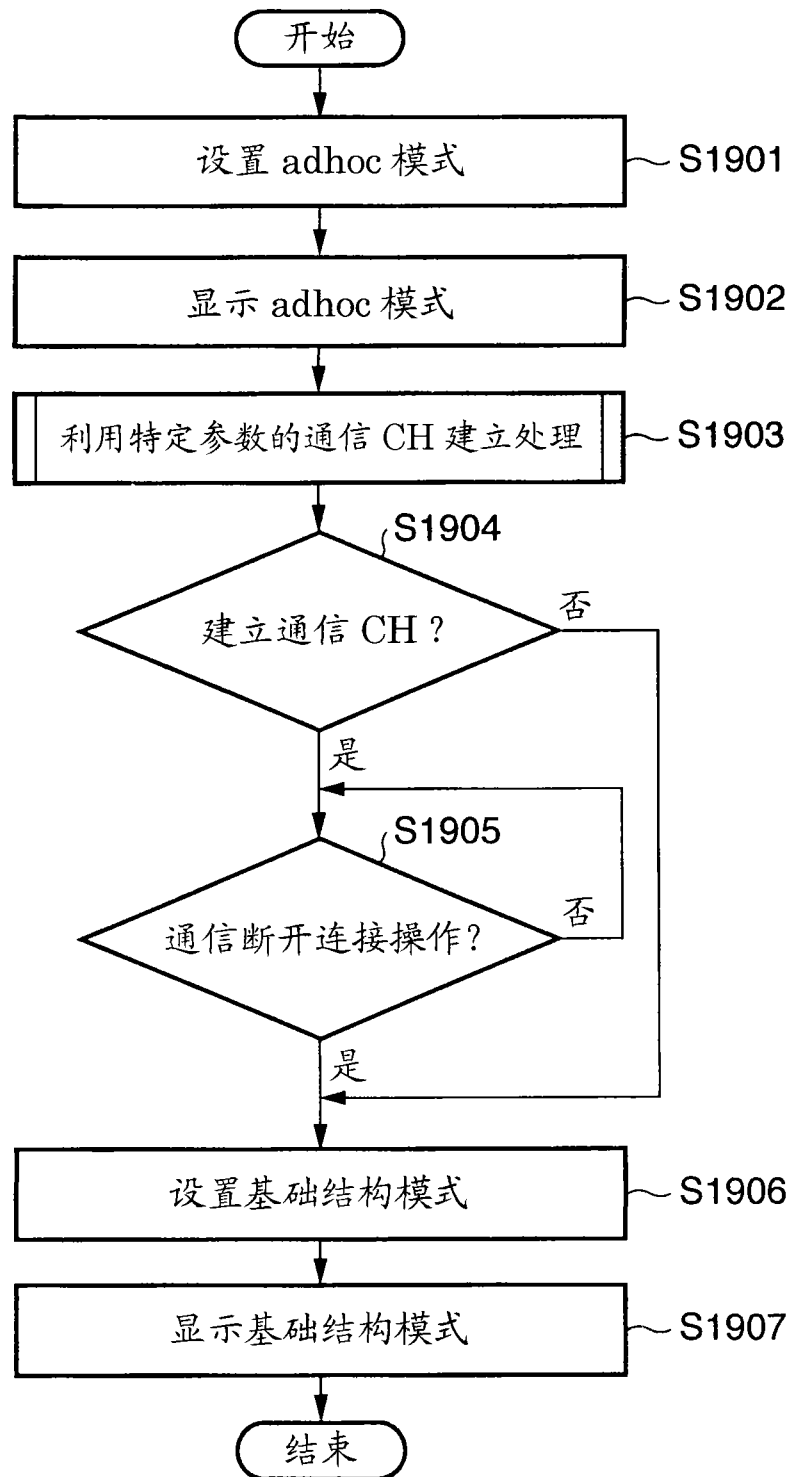 开始
设置 adhoc 模式
S1901
显示 adhoc 模式
S1902
利用特定参数的通信 CH 建立处理
S1903
S1904
建立通信 CH？
否
是
S1905
通信断开连接操作？
否
是
设置基础结构模式
S1906
显示基础结构模式
S1907
结束